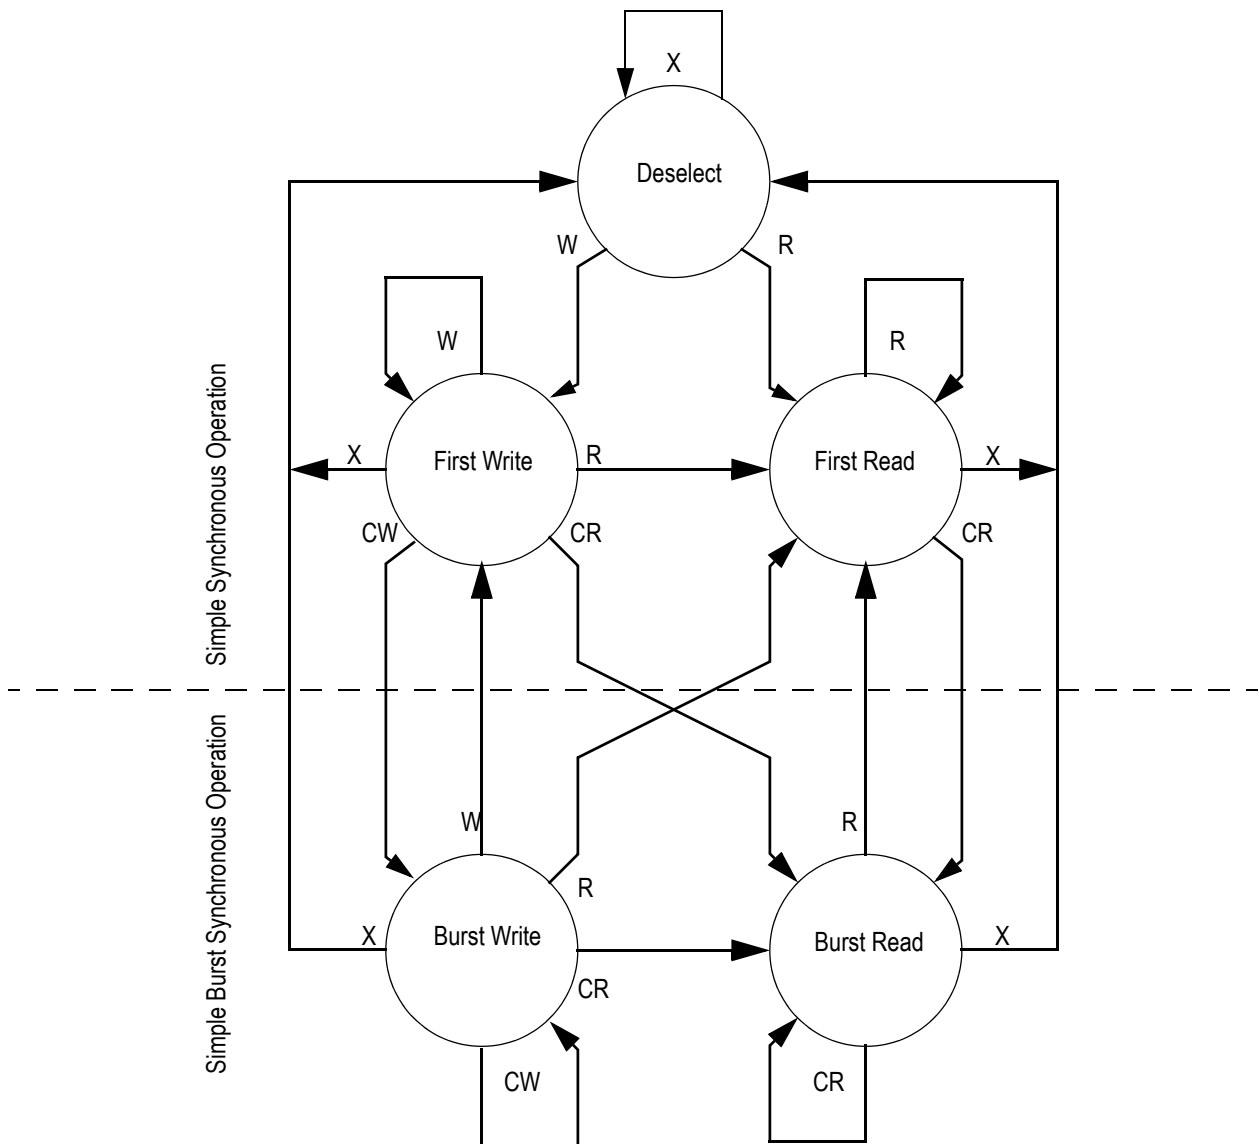 X
Deselect
W
R
W
R
Simple Synchronous Operation
X
First Write
R
First Read
X
CW
CR
CR
Simple Burst Synchronous Operation
W
R
R
X
Burst Write
Burst Read
X
CR
CW
CR